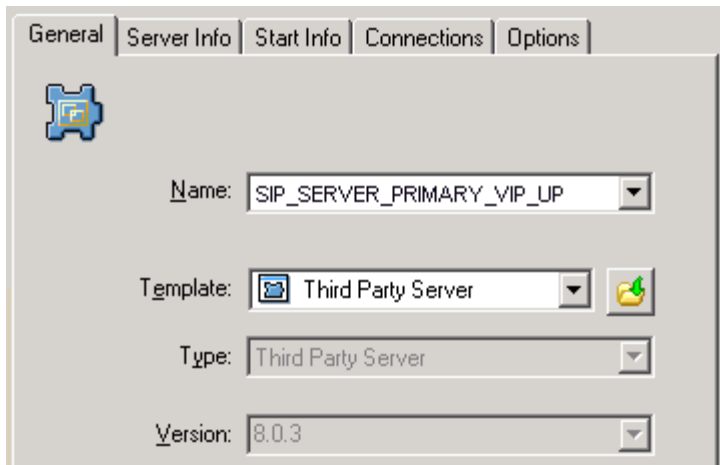 General Server Info Start Info Connections Options
Name: SIP_SERVER_PRIMARY_VIP_UP
Template: Third Party Server
Type: Third Party Server
Version: 8.0.3